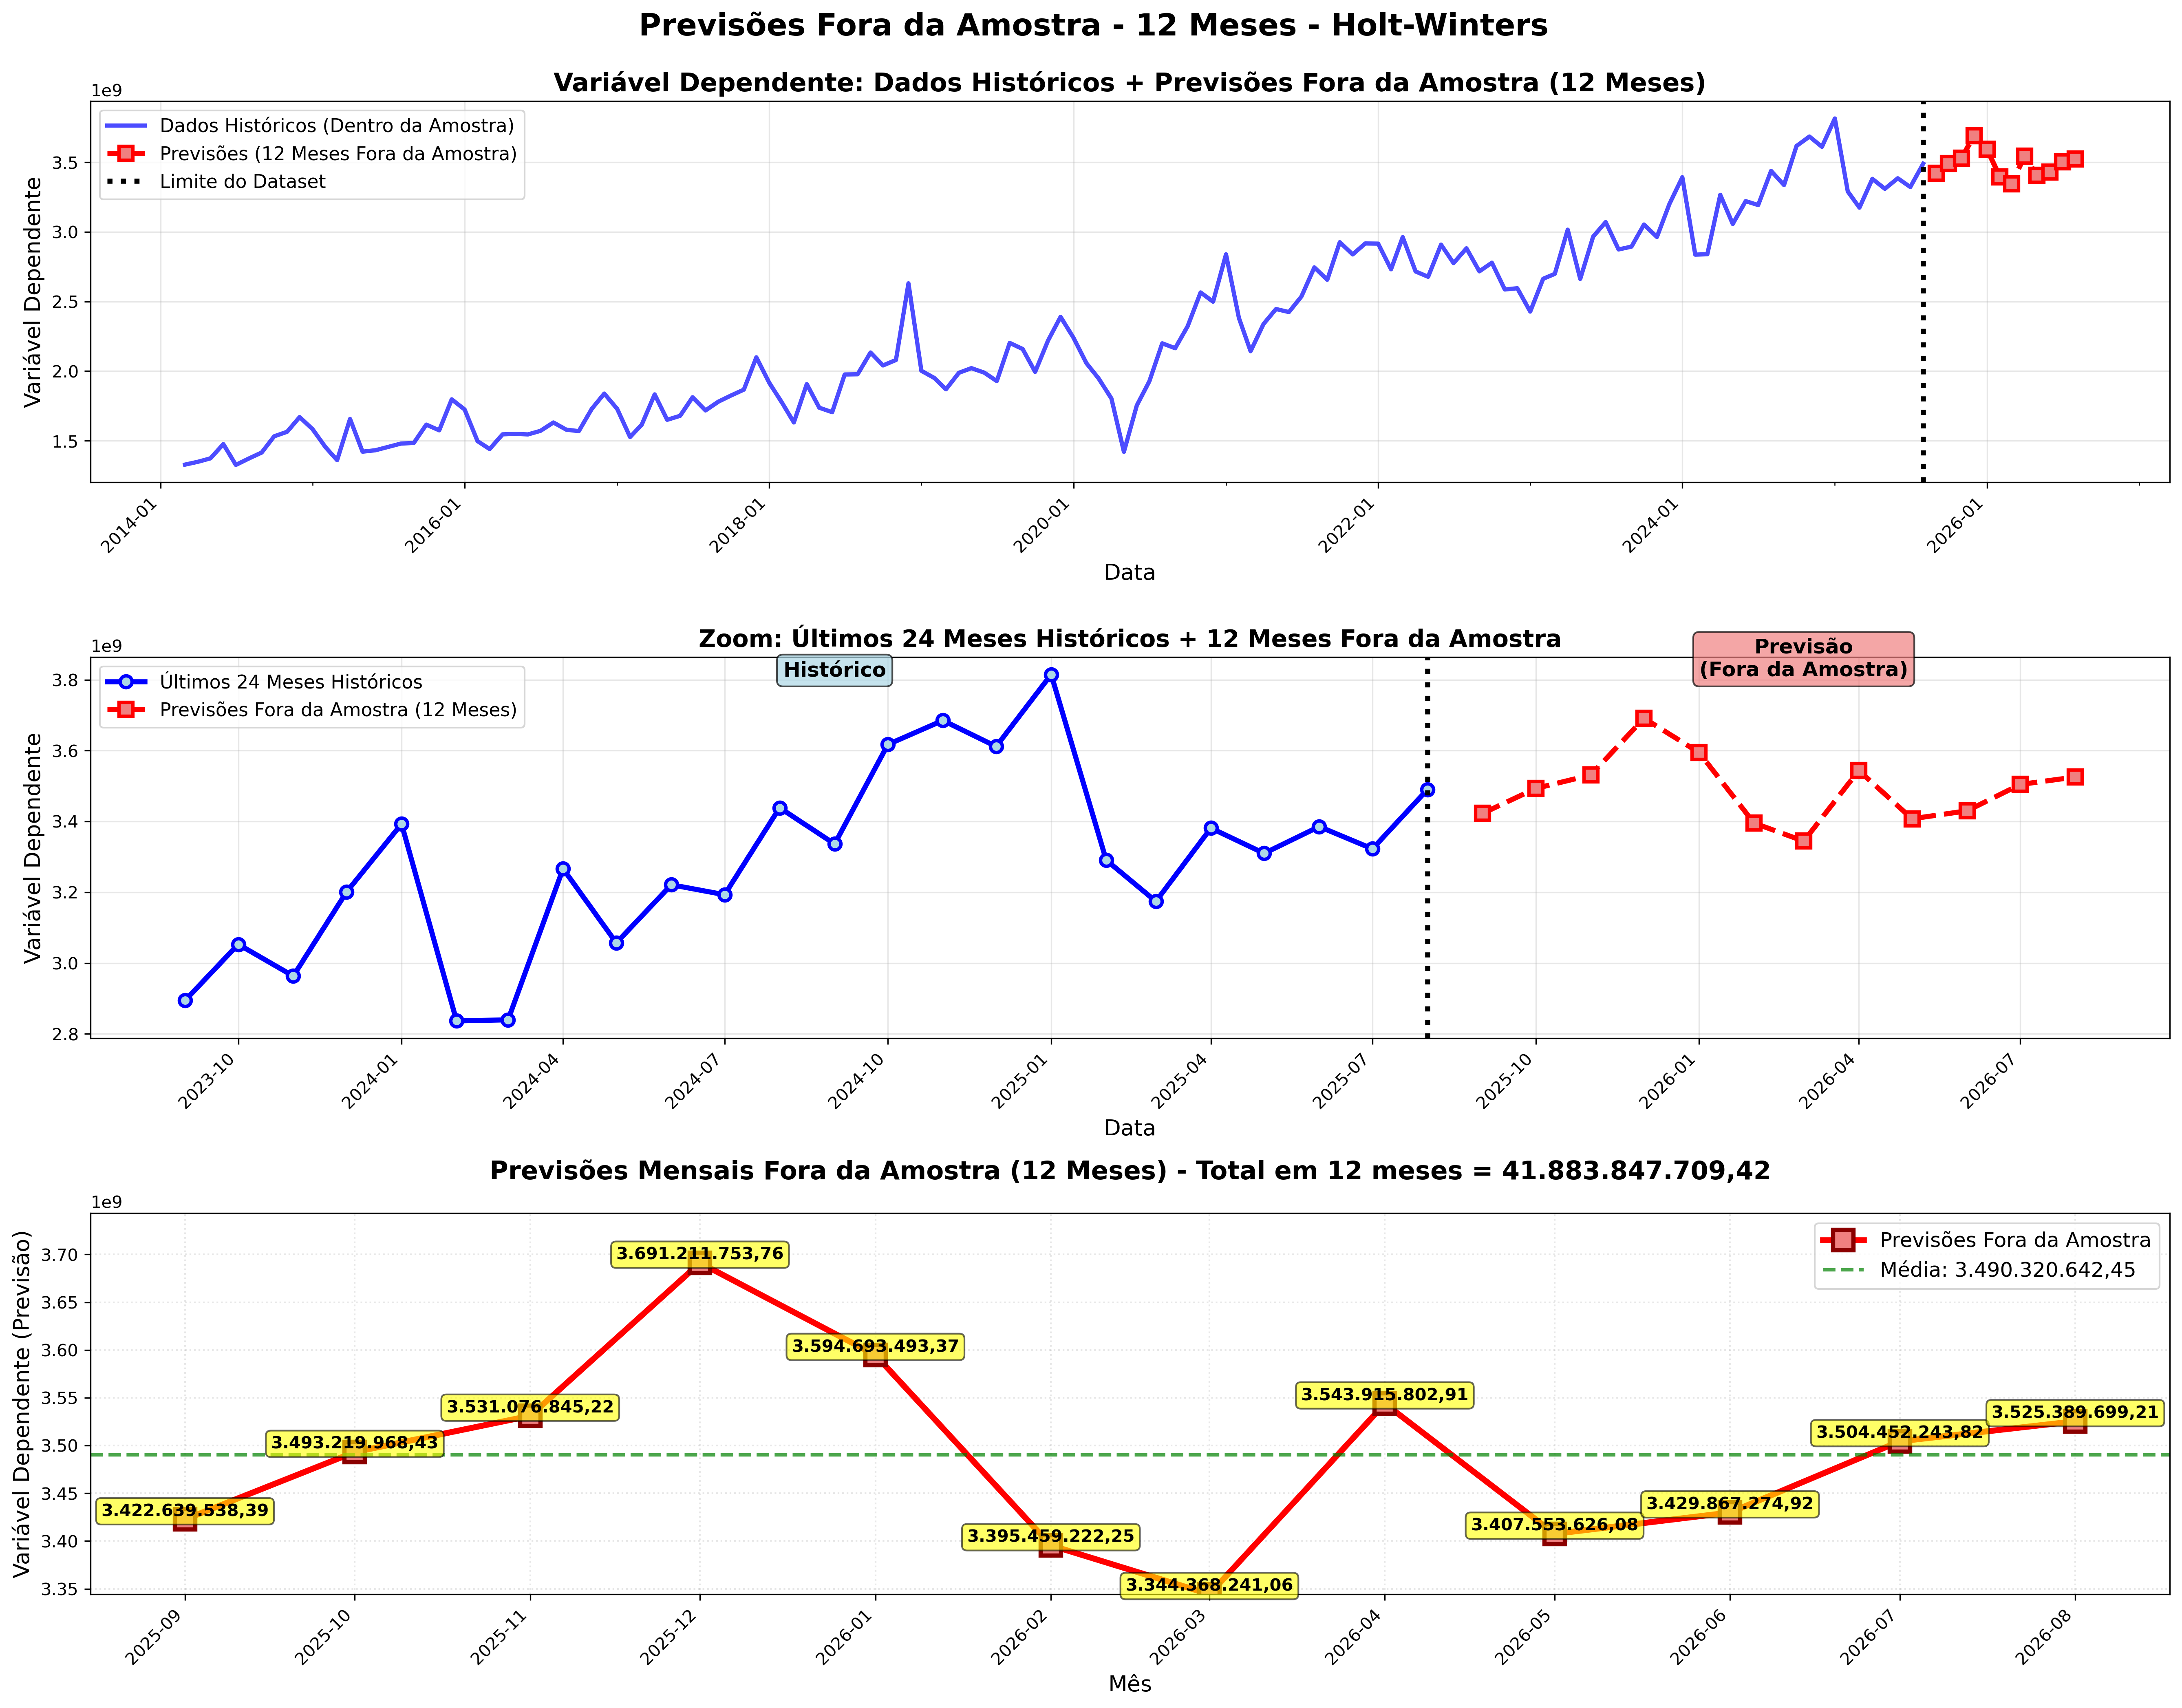 Previsões Fora da Amostra - 12 Meses - Holt-Winters
Variável Dependente: Dados Históricos + Previsões Fora da Amostra (12 Meses)
1e9
Dados Históricos (Dentro da Amostra)
Previsões (12 Meses Fora da Amostra)
Limite do Dataset
Variável Dependente
3.5
3.0
2.5
2.0
1.5
2014-01
2016-01
2018-01
2020-01
2022-01
2024-01
2026-01
Data
Zoom: Últimos 24 Meses Históricos + 12 Meses Fora da Amostra
1e9
Últimos 24 Meses Históricos
Previsões Fora da Amostra (12 Meses)
Histórico
Previsão
(Fora da Amostra)
Variável Dependente
3.8
3.6
3.4
3.2
3.0
2.8
2023-10
2024-01
2024-04
2024-07
2024-10
2025-01
2025-04
2025-07
2025-10
2026-01
2026-04
2026-07
Data
Previsões Mensais Fora da Amostra (12 Meses) - Total em 12 meses = 41.883.847.709,42
1e9
Previsões Fora da Amostra
Média: 3.490.320.642,45
Variável Dependente (Previsão)
3.70
3.65
3.60
3.55
3.50
3.45
3.40
3.35
3.422.639.538,39
3.493.219.968,43
3.531.076.845,22
3.691.211.753,76
3.594.693.493,37
3.395.459.222,25
3.344.368.241,06
3.543.915.802,91
3.407.553.626,08
3.429.867.274,92
3.504.452.243,82
3.525.389.699,21
2025-09
2025-10
2025-11
2025-12
2026-01
2026-02
2026-03
2026-04
2026-05
2026-06
2026-07
2026-08
Mês